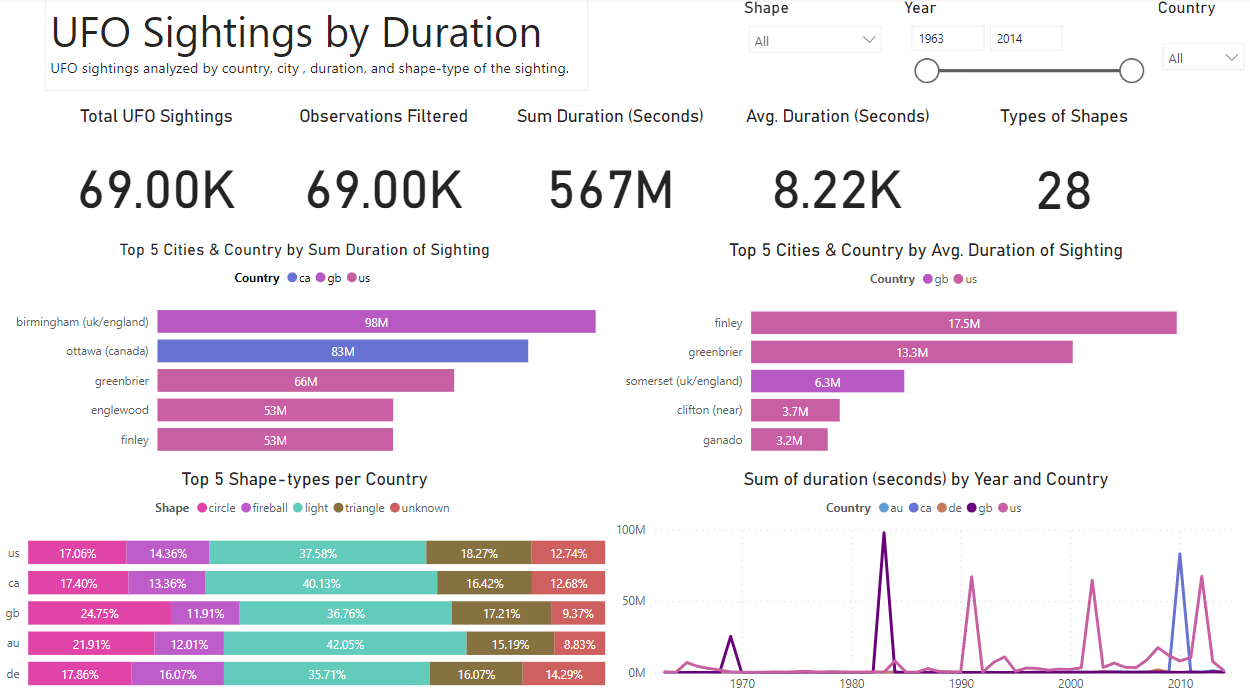 UFO Sightings by Duration
UFO sightings analyzed by country, city , duration, and shape-type of the sighting.
Shape
All
Year
1963 2014
Country
All
Total UFO Sightings
69.00K
Observations Filtered
69.00K
Sum Duration (Seconds)
567M
Avg. Duration (Seconds)
8.22K
Types of Shapes
28
Top 5 Cities & Country by Sum Duration of Sighting
Country ca gb us
birmingham (uk/england) 98M
ottawa (canada) 83M
greenbrier 66M
englewood 53M
finley 53M
Top 5 Cities & Country by Avg. Duration of Sighting
Country gb us
finley 17.5M
greenbrier 13.3M
somerset (uk/england) 6.3M
clifton (near) 3.7M
ganado 3.2M
Top 5 Shape-types per Country
Shape circle fireball light triangle unknown
us 17.06% 14.36% 37.58% 18.27% 12.74%
ca 17.40% 13.36% 40.13% 16.42% 12.68%
gb 24.75% 11.91% 36.76% 17.21% 9.37%
au 21.91% 12.01% 42.05% 15.19% 8.83%
de 17.86% 16.07% 35.71% 16.07% 14.29%
Sum of duration (seconds) by Year and Country
Country au ca de gb us
100M
50M
0M
1970 1980 1990 2000 2010